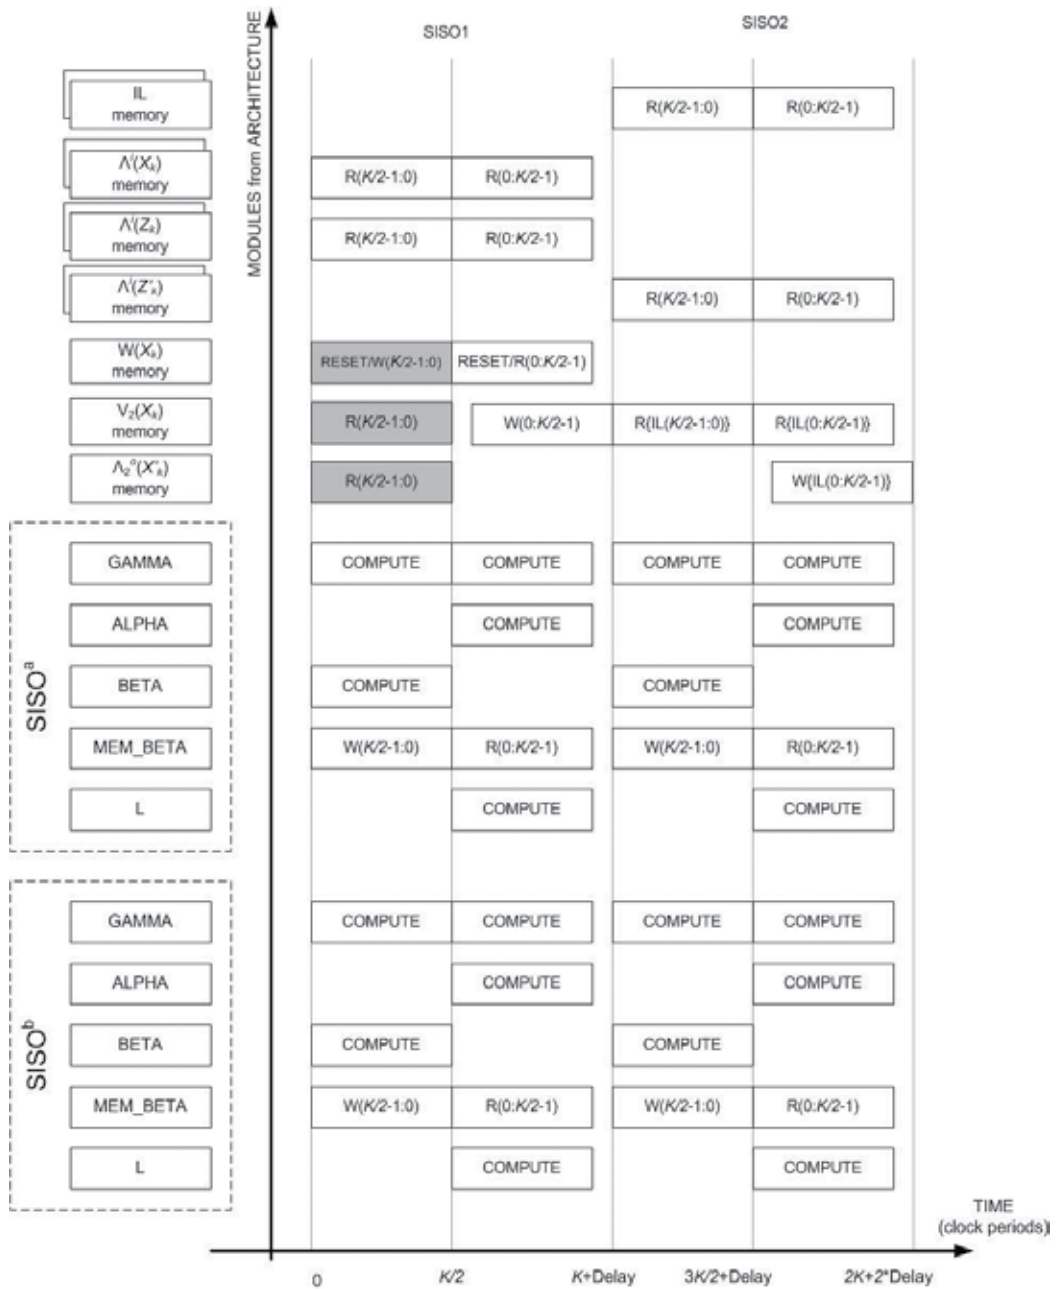 SISO1
SISO2
MODULES from ARCHITECTURE
IL
memory
R(K/2-1:0)
R(0:K/2-1)
Λⁱ(Xₖ)
memory
R(K/2-1:0)
R(0:K/2-1)
Λⁱ(Zₖ)
memory
R(K/2-1:0)
R(0:K/2-1)
Λⁱ(Z'ₖ)
memory
R(K/2-1:0)
R(0:K/2-1)
W(Xₖ)
memory
RESET/W(K/2-1:0)
RESET/R(0:K/2-1)
V₂(Xₖ)
memory
R(K/2-1:0)
W(0:K/2-1)
R{IL(K/2-1:0)}
R{IL(0:K/2-1)}
Λ₂ᵒ(X'ₖ)
memory
R(K/2-1:0)
W{IL(0:K/2-1)}
SISOᵃ
GAMMA
COMPUTE
COMPUTE
COMPUTE
COMPUTE
ALPHA
COMPUTE
COMPUTE
BETA
COMPUTE
COMPUTE
MEM_BETA
W(K/2-1:0)
R(0:K/2-1)
W(K/2-1:0)
R(0:K/2-1)
L
COMPUTE
COMPUTE
SISOᵇ
GAMMA
COMPUTE
COMPUTE
COMPUTE
COMPUTE
ALPHA
COMPUTE
COMPUTE
BETA
COMPUTE
COMPUTE
MEM_BETA
W(K/2-1:0)
R(0:K/2-1)
W(K/2-1:0)
R(0:K/2-1)
L
COMPUTE
COMPUTE
TIME
(clock periods)
0
K/2
K+Delay
3K/2+Delay
2K+2*Delay